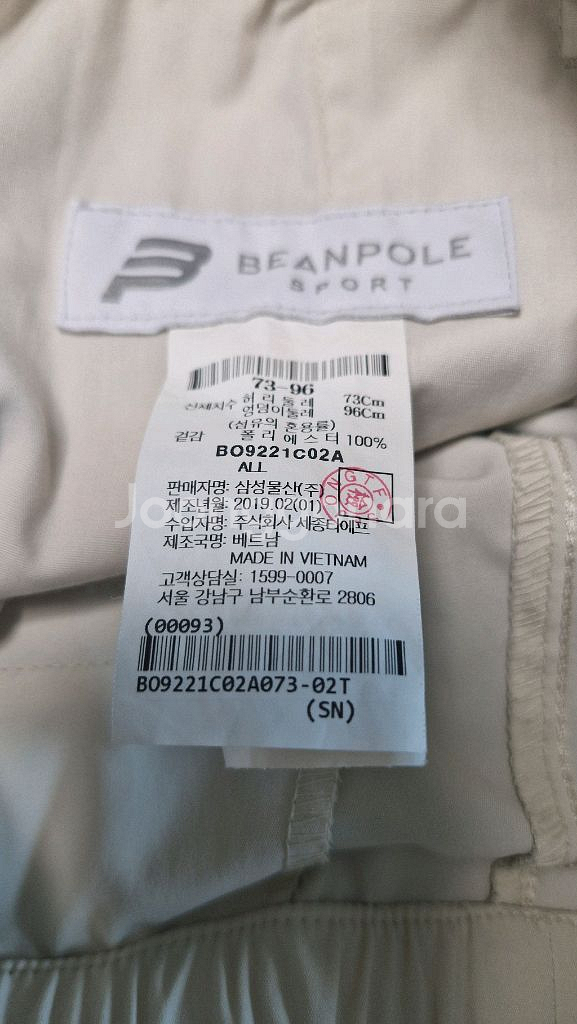 BEANPOLE
SPORT
73-96
신체치수 허리둘레 73Cm
엉덩이둘레 96Cm
(섬유의 혼용률)
겉감 폴리에스터 100%
BO9221C02A
ALL
판매자명: 삼성물산(주)
제조년월: 2019.02(01)
수입자명: 주식회사 세종티에프
제조국명: 베트남
MADE IN VIETNAM
고객상담실: 1599-0007
서울 강남구 남부순환로 2806
(00093)
BO9221C02A073-02T
(SN)